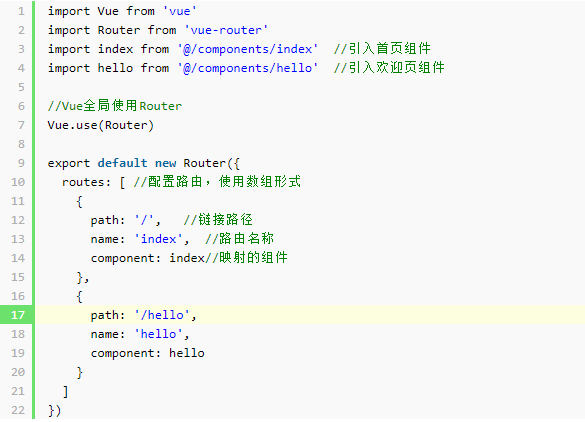 1 import Vue from 'vue'
2 import Router from 'vue-router'
3 import index from '@/components/index'  //引入首页组件
4 import hello from '@/components/hello'  //引入欢迎页组件
5
6 //Vue全局使用Router
7 Vue.use(Router)
8
9 export default new Router({
10   routes: [ //配置路由，使用数组形式
11     {
12       path: '/',   //链接路径
13       name: 'index',  //路由名称
14       component: index//映射的组件
15     },
16     {
17       path: '/hello',
18       name: 'hello',
19       component: hello
20     }
21   ]
22 })